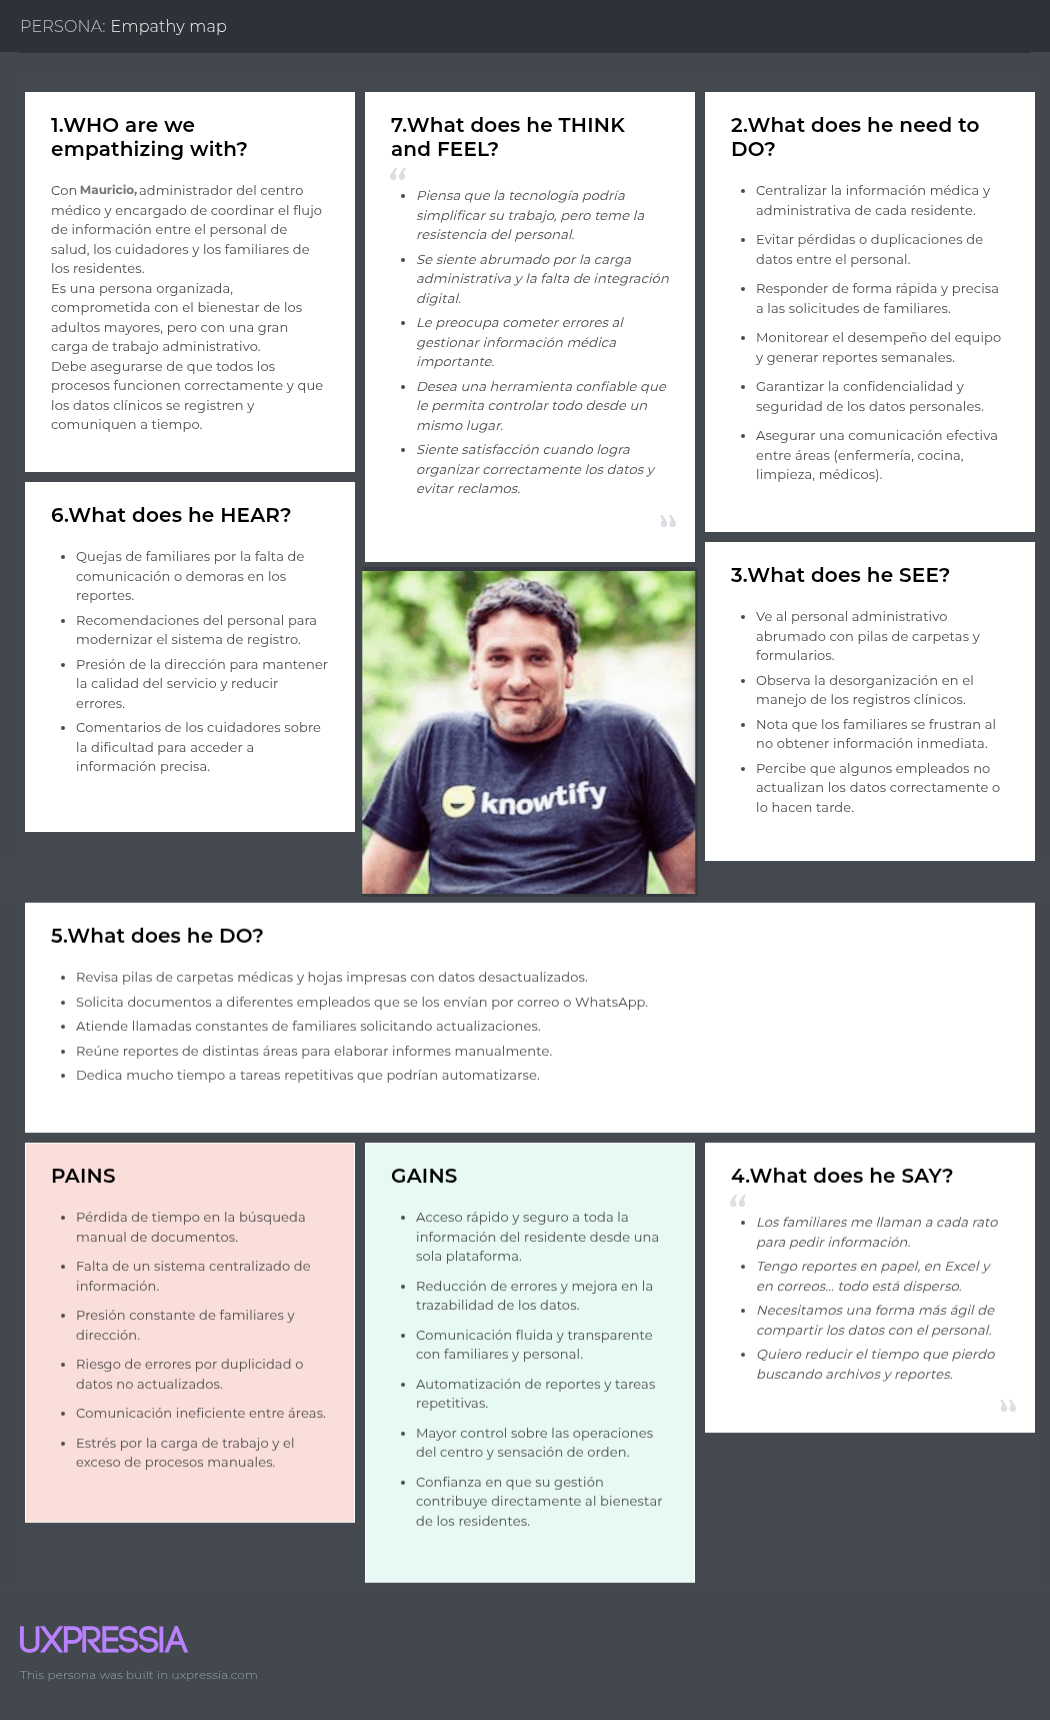 PERSONA: Empathy map
1.WHO are we
empathizing with?
Con Mauricio, administrador del centro
médico y encargado de coordinar el flujo
de información entre el personal de
salud, los cuidadores y los familiares de
los residentes.
Es una persona organizada,
comprometida con el bienestar de los
adultos mayores, pero con una gran
carga de trabajo administrativo.
Debe asegurarse de que todos los
procesos funcionen correctamente y que
los datos clínicos se registren y
comuniquen a tiempo.
7.What does he THINK
and FEEL?
“
• Piensa que la tecnología podría
simplificar su trabajo, pero teme la
resistencia del personal.
• Se siente abrumado por la carga
administrativa y la falta de integración
digital.
• Le preocupa cometer errores al
gestionar información médica
importante.
• Desea una herramienta confiable que
le permita controlar todo desde un
mismo lugar.
• Siente satisfacción cuando logra
organizar correctamente los datos y
evitar reclamos.
”
2.What does he need to
DO?
• Centralizar la información médica y
administrativa de cada residente.
• Evitar pérdidas o duplicaciones de
datos entre el personal.
• Responder de forma rápida y precisa
a las solicitudes de familiares.
• Monitorear el desempeño del equipo
y generar reportes semanales.
• Garantizar la confidencialidad y
seguridad de los datos personales.
• Asegurar una comunicación efectiva
entre áreas (enfermería, cocina,
limpieza, médicos).
6.What does he HEAR?
• Quejas de familiares por la falta de
comunicación o demoras en los
reportes.
• Recomendaciones del personal para
modernizar el sistema de registro.
• Presión de la dirección para mantener
la calidad del servicio y reducir
errores.
• Comentarios de los cuidadores sobre
la dificultad para acceder a
información precisa.
knowtify
3.What does he SEE?
• Ve al personal administrativo
abrumado con pilas de carpetas y
formularios.
• Observa la desorganización en el
manejo de los registros clínicos.
• Nota que los familiares se frustran al
no obtener información inmediata.
• Percibe que algunos empleados no
actualizan los datos correctamente o
lo hacen tarde.
5.What does he DO?
• Revisa pilas de carpetas médicas y hojas impresas con datos desactualizados.
• Solicita documentos a diferentes empleados que se los envían por correo o WhatsApp.
• Atiende llamadas constantes de familiares solicitando actualizaciones.
• Reúne reportes de distintas áreas para elaborar informes manualmente.
• Dedica mucho tiempo a tareas repetitivas que podrían automatizarse.
PAINS
• Pérdida de tiempo en la búsqueda
manual de documentos.
• Falta de un sistema centralizado de
información.
• Presión constante de familiares y
dirección.
• Riesgo de errores por duplicidad o
datos no actualizados.
• Comunicación ineficiente entre áreas.
• Estrés por la carga de trabajo y el
exceso de procesos manuales.
GAINS
• Acceso rápido y seguro a toda la
información del residente desde una
sola plataforma.
• Reducción de errores y mejora en la
trazabilidad de los datos.
• Comunicación fluida y transparente
con familiares y personal.
• Automatización de reportes y tareas
repetitivas.
• Mayor control sobre las operaciones
del centro y sensación de orden.
• Confianza en que su gestión
contribuye directamente al bienestar
de los residentes.
4.What does he SAY?
“
• Los familiares me llaman a cada rato
para pedir información.
• Tengo reportes en papel, en Excel y
en correos... todo está disperso.
• Necesitamos una forma más ágil de
compartir los datos con el personal.
• Quiero reducir el tiempo que pierdo
buscando archivos y reportes.
”
UXPRESSIA
This persona was built in uxpressia.com